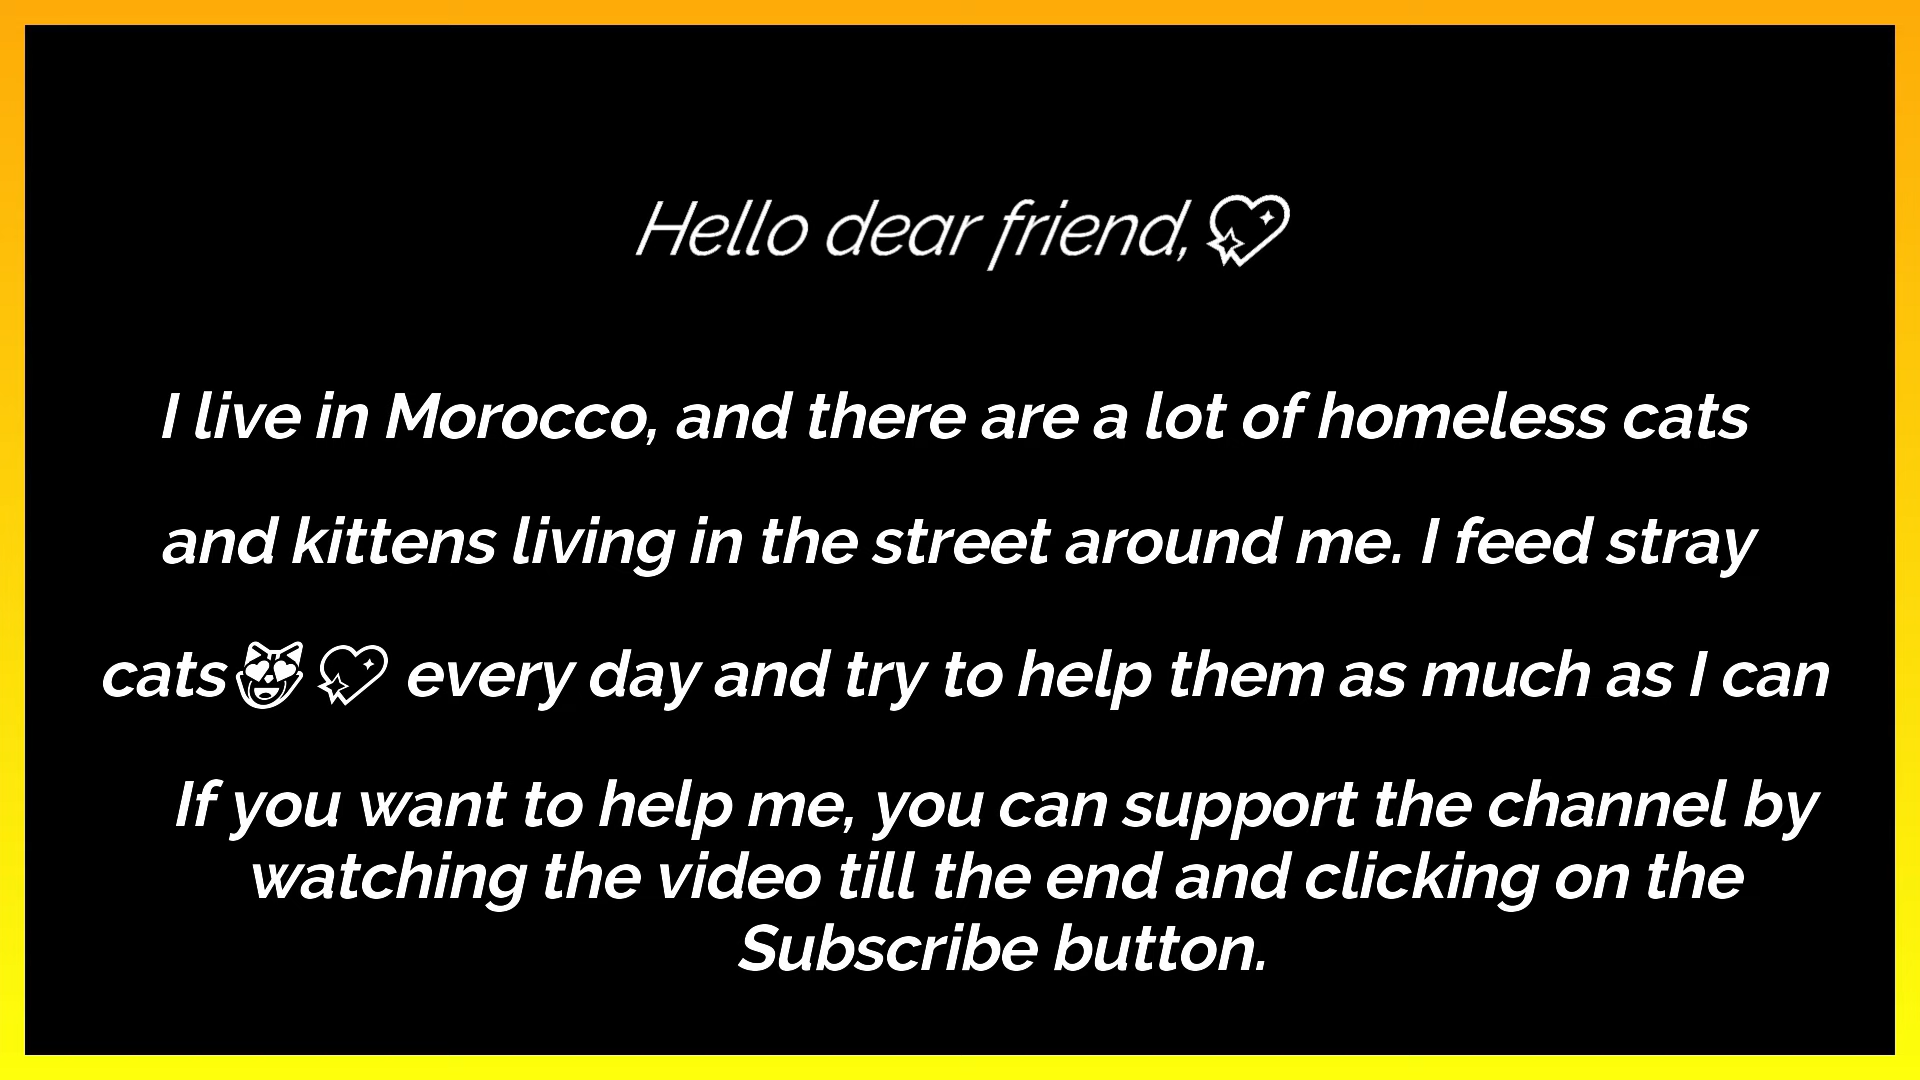 Hello dear friend,💖
I live in Morocco, and there are a lot of homeless cats
and kittens living in the street around me. I feed stray
cats😻💖 every day and try to help them as much as I can
If you want to help me, you can support the channel by
watching the video till the end and clicking on the
Subscribe button.